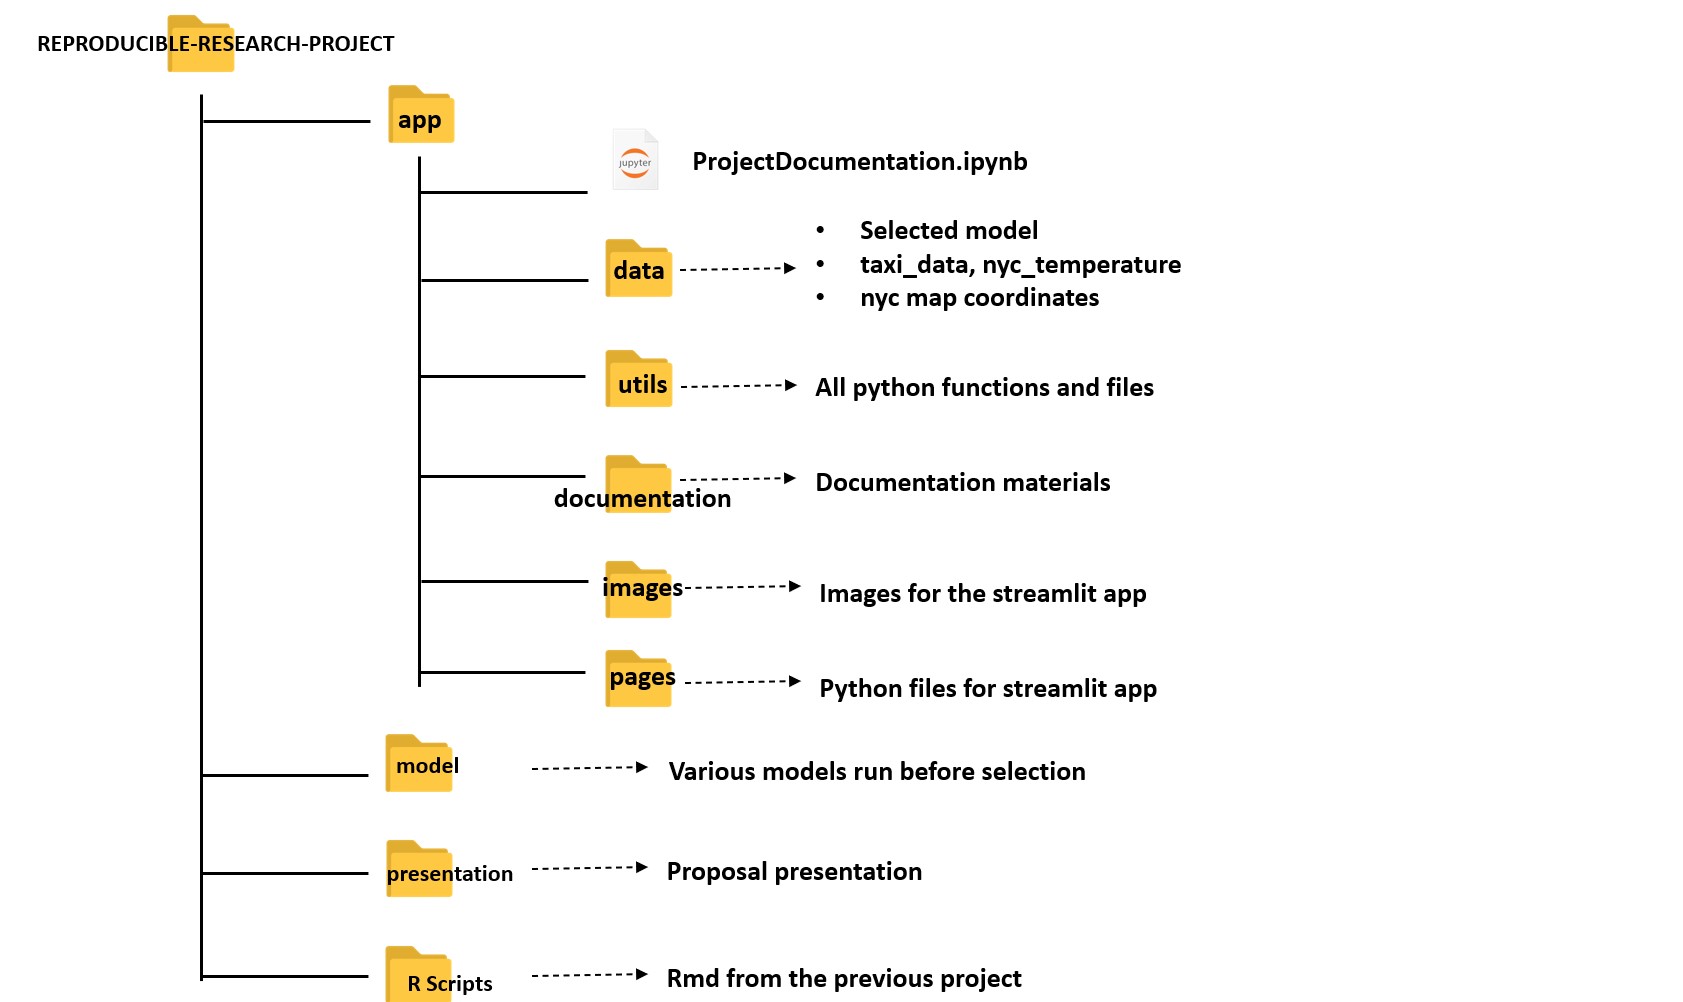 REPRODUCIBLE-RESEARCH-PROJECT
app
jupyter
ProjectDocumentation.ipynb
data
• Selected model
• taxi_data, nyc_temperature
• nyc map coordinates
utils
All python functions and files
documentation
Documentation materials
images
Images for the streamlit app
pages
Python files for streamlit app
model
Various models run before selection
presentation
Proposal presentation
R Scripts
Rmd from the previous project